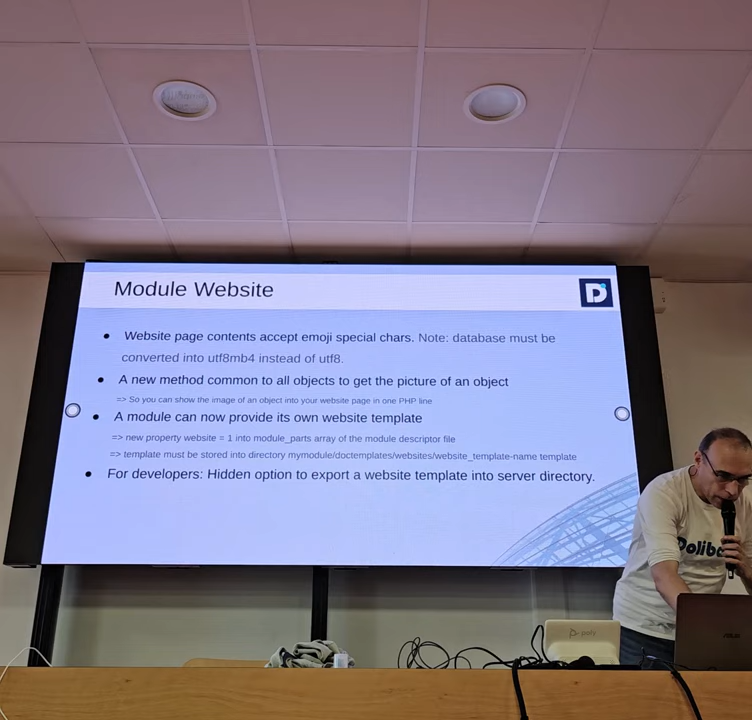 Module Website
D
Website page contents accept emoji special chars. Note: database must be
converted into utf8mb4 instead of utf8.
A new method common to all objects to get the picture of an object
=> So you can show the image of an object into your website page in one PHP line
A module can now provide its own website template
=> new property website = 1 into module_parts array of the module descriptor file
=> template must be stored into directory mymodule/doctemplates/websites/website_template-name template
For developers: Hidden option to export a website template into server directory.
Dolib
poly
ASUS